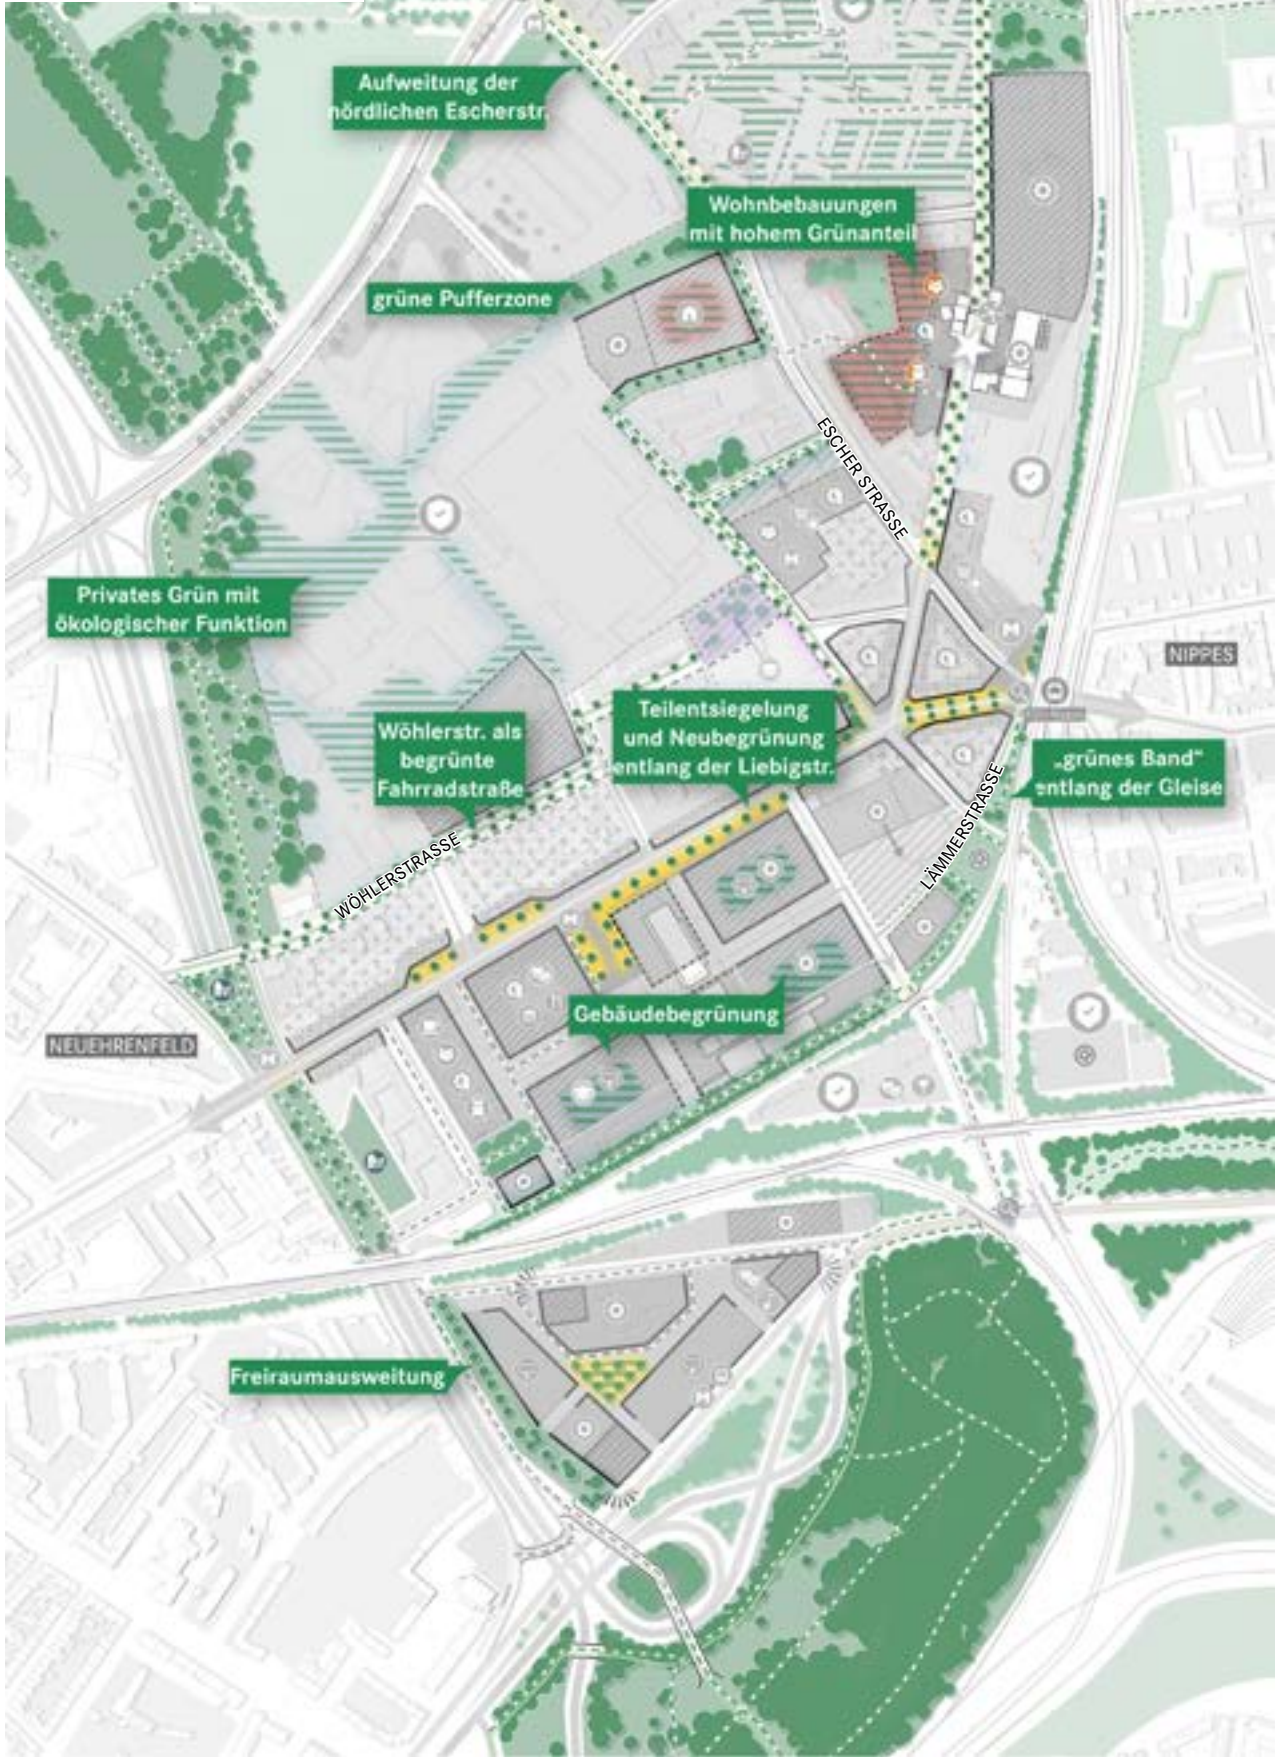 Aufweitung der
nördlichen Escherstr.
Wohnbebauungen
mit hohem Grünanteil
grüne Pufferzone
ESCHER STRASSE
Privates Grün mit
ökologischer Funktion
NIPPES
Teilentsiegelung
und Neubegrünung
entlang der Liebigstr.
Wöhlerstr. als
begrünte
Fahrradstraße
„grünes Band“
entlang der Gleise
LÄMMERSTRASSE
WÖHLERSTRASSE
Gebäudebegrünung
NEUEHRENFELD
Freiraumausweitung